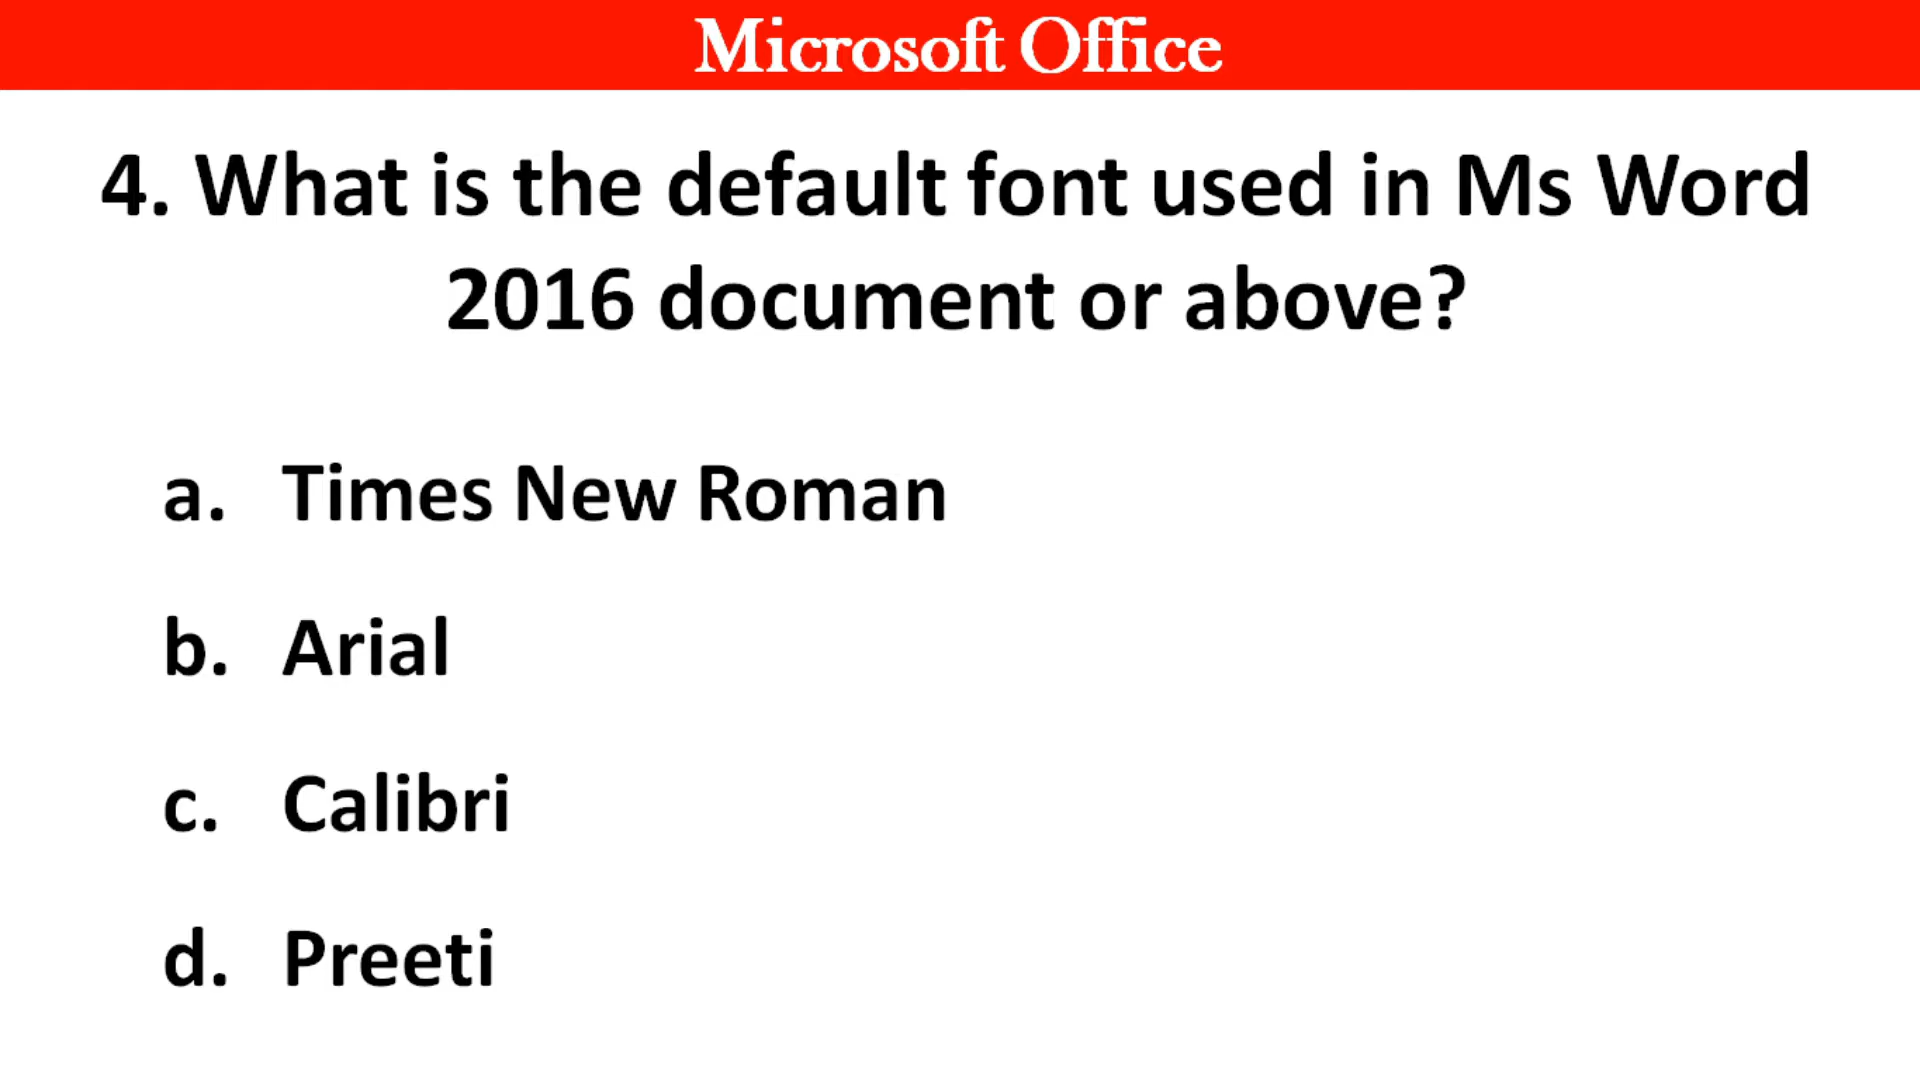 Microsoft Office
4. What is the default font used in Ms Word
2016 document or above?
a. Times New Roman
b. Arial
c. Calibri
d. Preeti